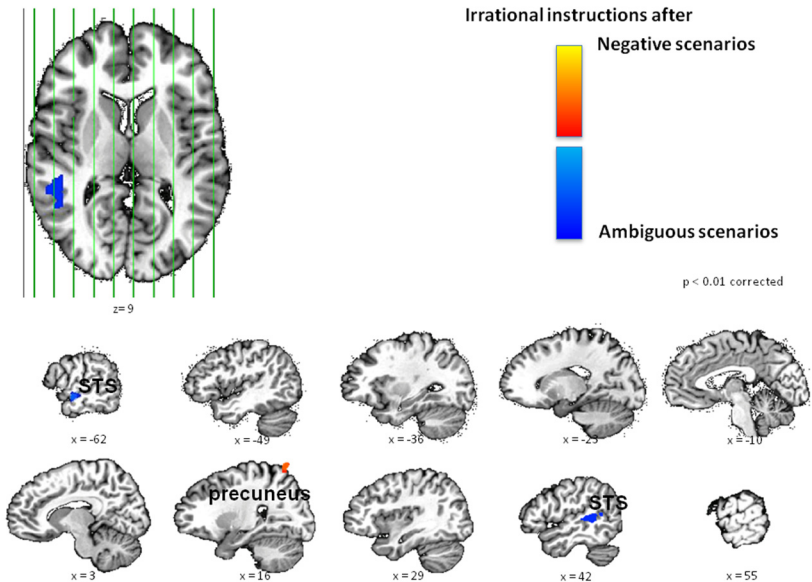 Irrational instructions after
Negative scenarios
Ambiguous scenarios
p < 0.01 corrected
z= 9
STS
x = -62
x = -49
x = -36
x = -23
x = -10
precuneus
STS
x = 3
x = 16
x = 29
x = 42
x = 55